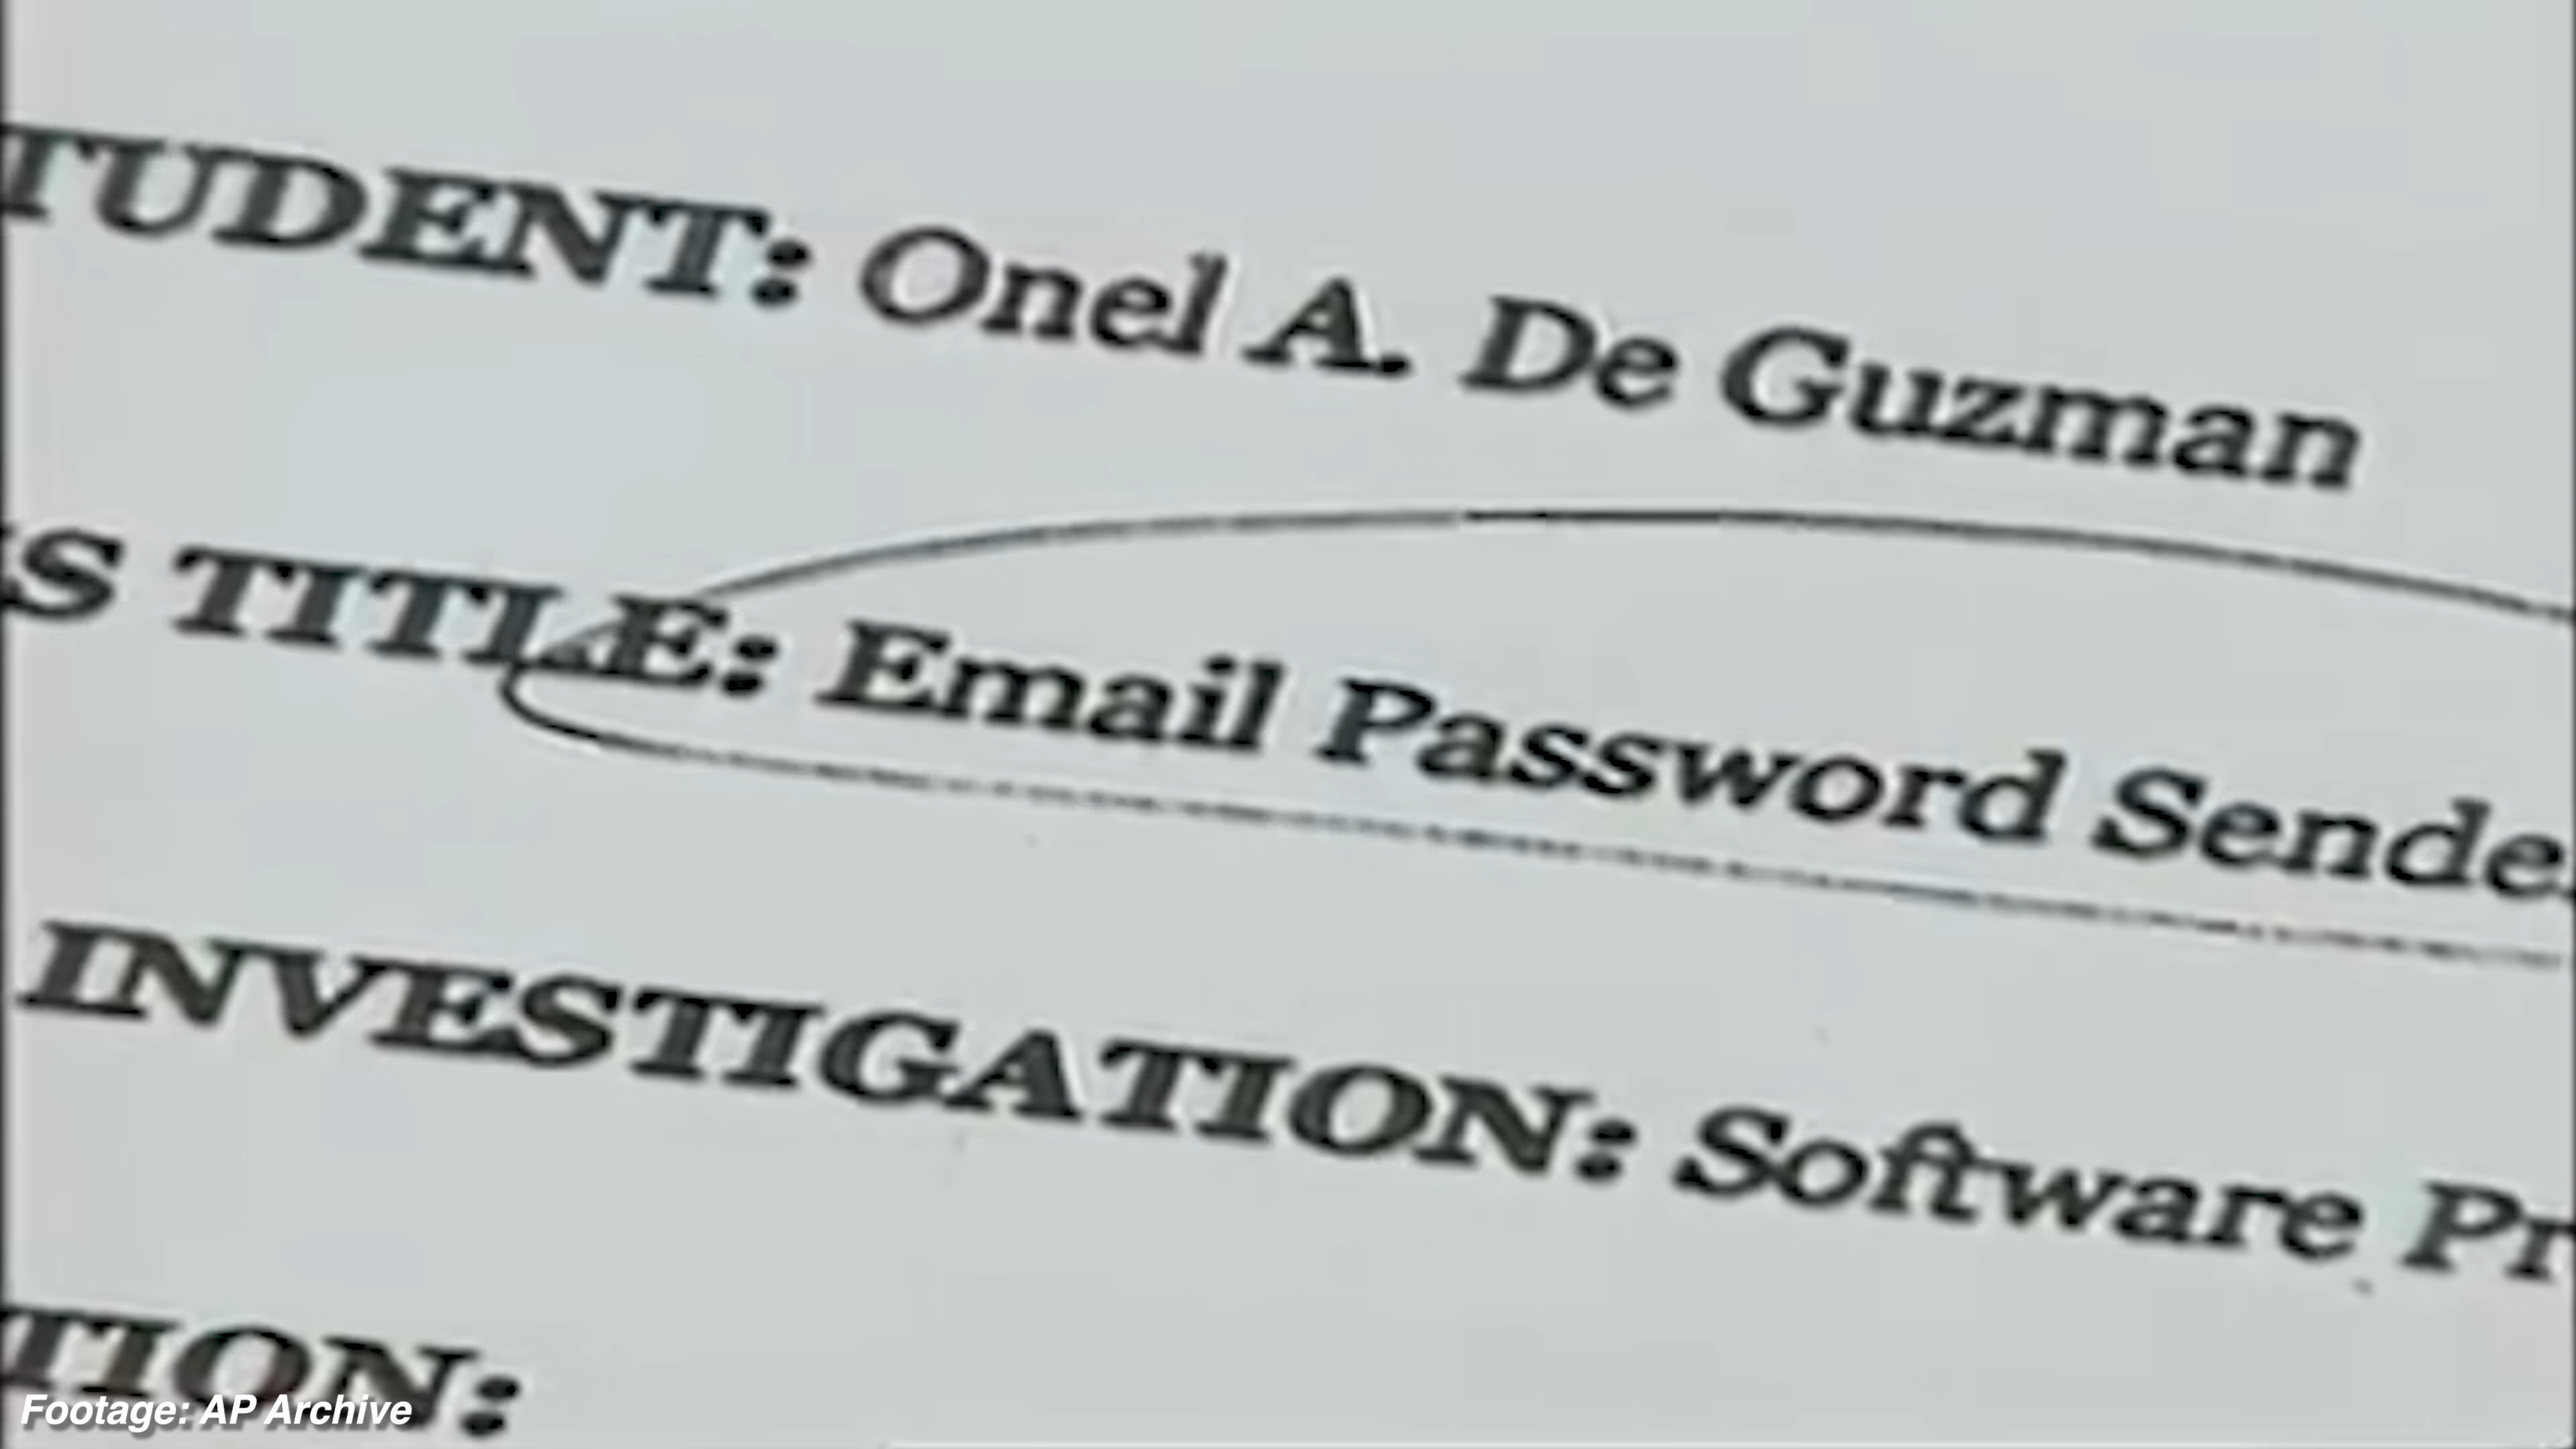 TUDENT: Onel A. De Guzman
S TITLE: Email Password Sende
INVESTIGATION: Software Pr
TION:
Footage: AP Archive